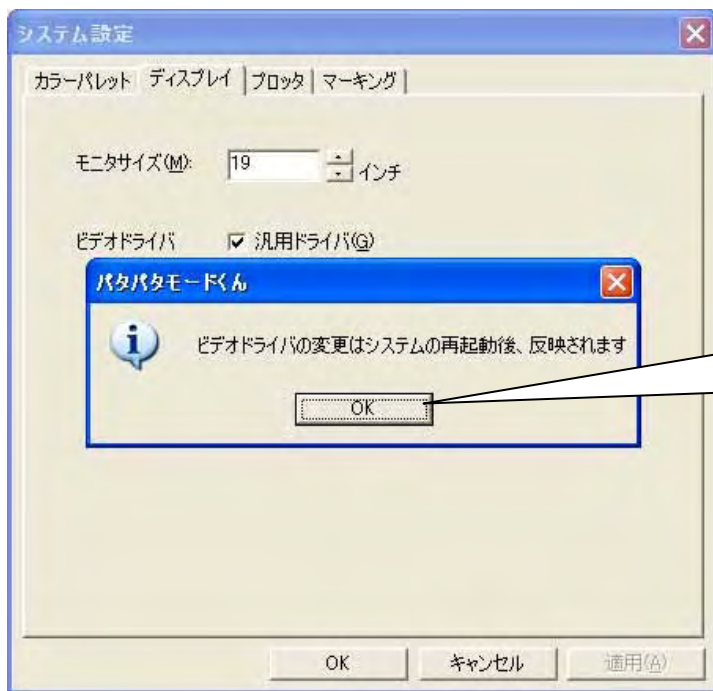 システム設定
カラーパレット ディスプレイ プロッタ マーキング
モニタサイズ(M): 19 インチ
ビデオドライバ 汎用ドライバ(G)
パタパタモードくん
ビデオドライバの変更はシステムの再起動後、反映されます
OK
OK キャンセル 適用(A)